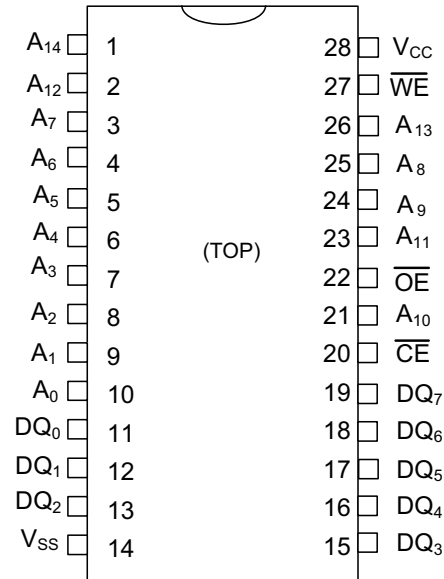 A14 1 28 VCC
A12 2 27 WE
A7 3 26 A13
A6 4 25 A8
A5 5 24 A9
A4 6 23 A11
(TOP)
A3 7 22 OE
A2 8 21 A10
A1 9 20 CE
A0 10 19 DQ7
DQ0 11 18 DQ6
DQ1 12 17 DQ5
DQ2 13 16 DQ4
VSS 14 15 DQ3